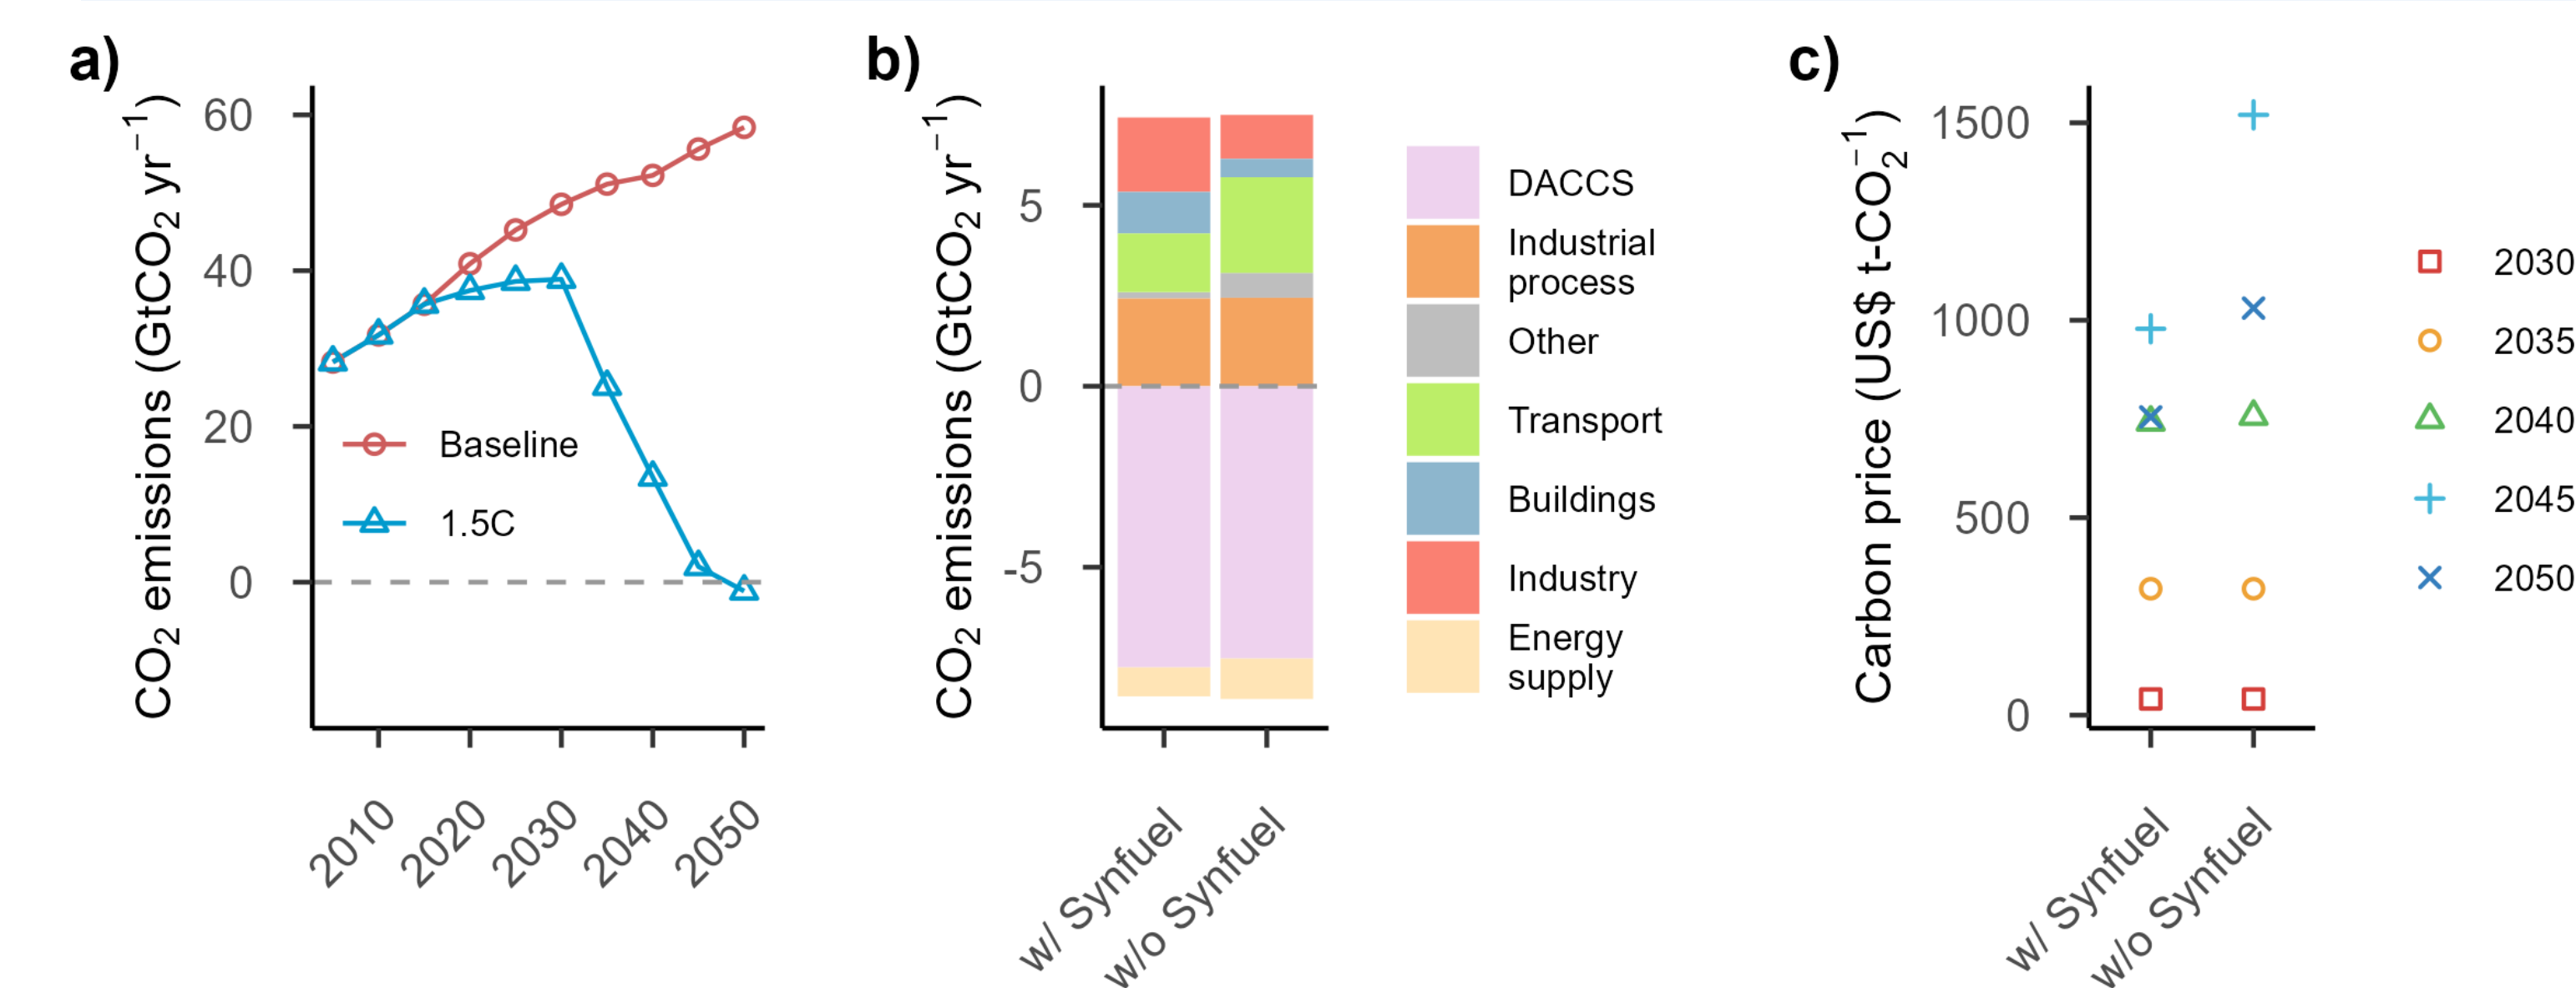 a)
CO₂ emissions (GtCO₂ yr⁻¹)
60
40
20
0
Baseline
1.5C
2010
2020
2030
2040
2050
b)
CO₂ emissions (GtCO₂ yr⁻¹)
5
0
-5
w/ Synfuel
w/o Synfuel
DACCS
Industrial
process
Other
Transport
Buildings
Industry
Energy
supply
c)
Carbon price (US$ t-CO₂⁻¹)
1500
1000
500
0
w/ Synfuel
w/o Synfuel
2030
2035
2040
2045
2050